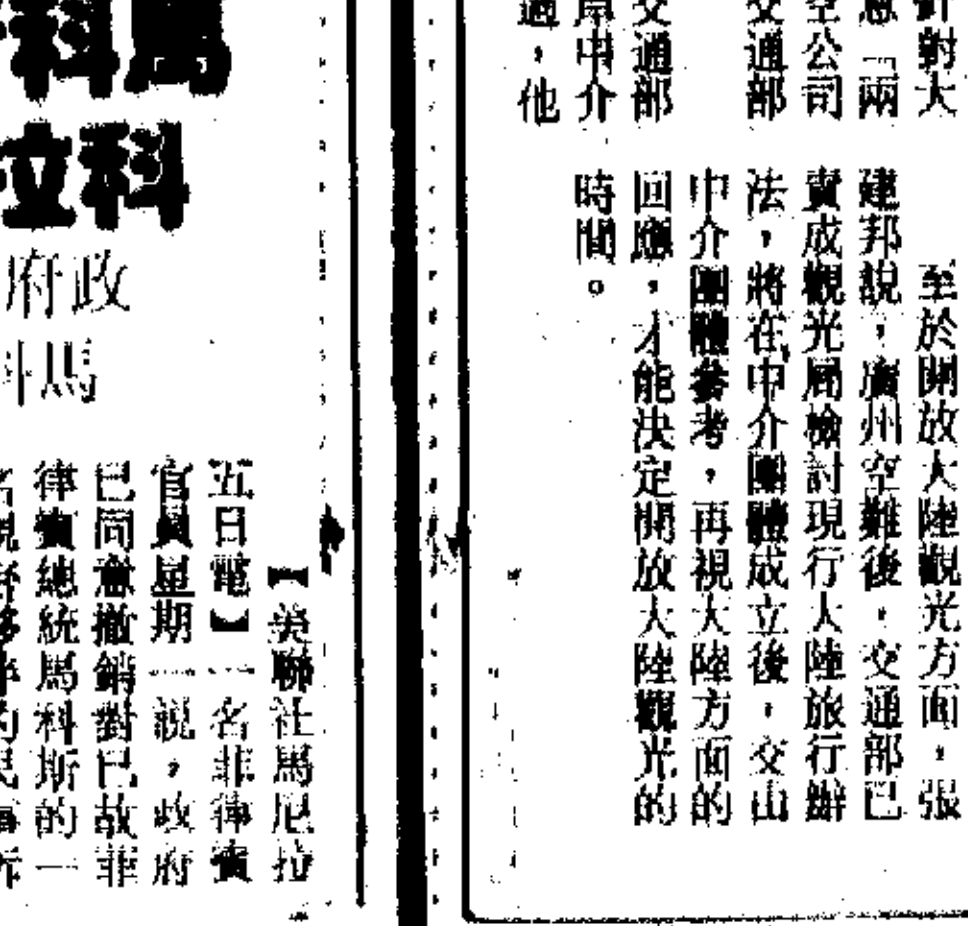 針對大
意「兩
空公司
交通部
交通部
岸中介
適，他
至於開放大陸觀光方面，張
建邦說，廣州空難後，交通部已
責成觀光局檢討現行大陸旅行辦
法，將在中介團體成立後，交由
中介團體參考，再視大陸方面的
回應，才能決定開放大陸觀光的
時間。
馬科
科拉
政府
馬科
【美聯社馬尼拉
五日電】一名菲律賓
官員星期一說，政府
已同意撤銷對已故菲
律賓總統馬科斯的一